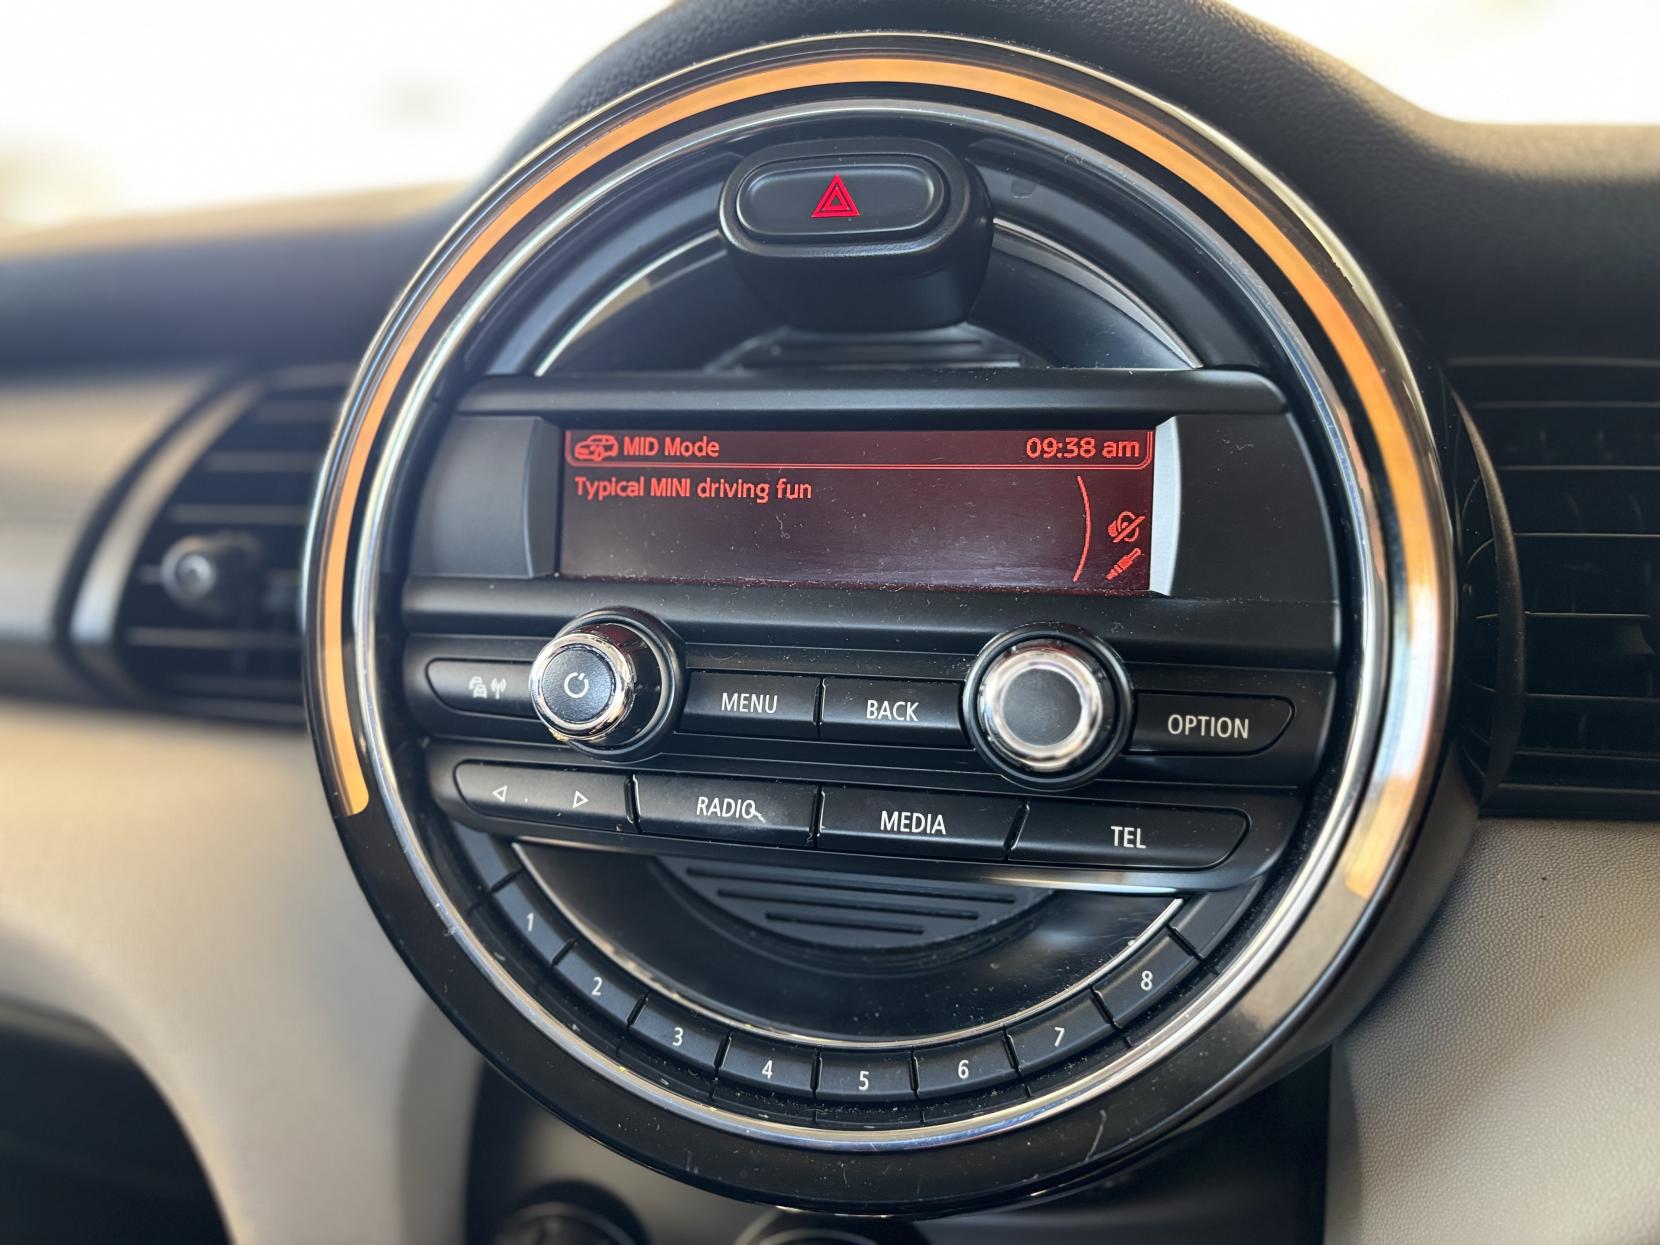 MID Mode 09:38 am
Typical MINI driving fun
MENU BACK OPTION
RADIO MEDIA TEL
1 2 3 4 5 6 7 8